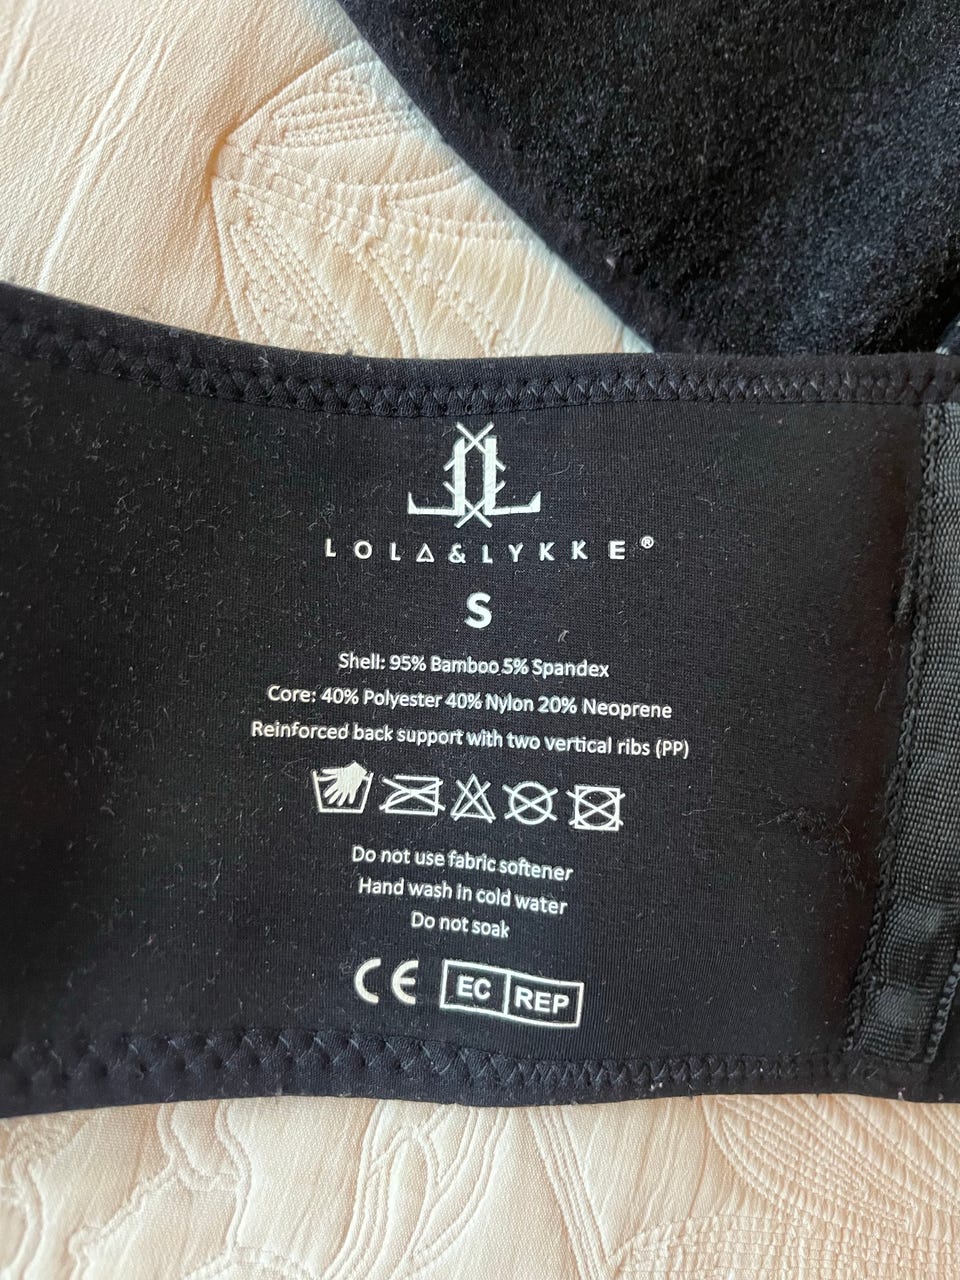 LOLA&LYKKE®
S
Shell: 95% Bamboo 5% Spandex
Core: 40% Polyester 40% Nylon 20% Neoprene
Reinforced back support with two vertical ribs (PP)
Do not use fabric softener
Hand wash in cold water
Do not soak
CE EC REP